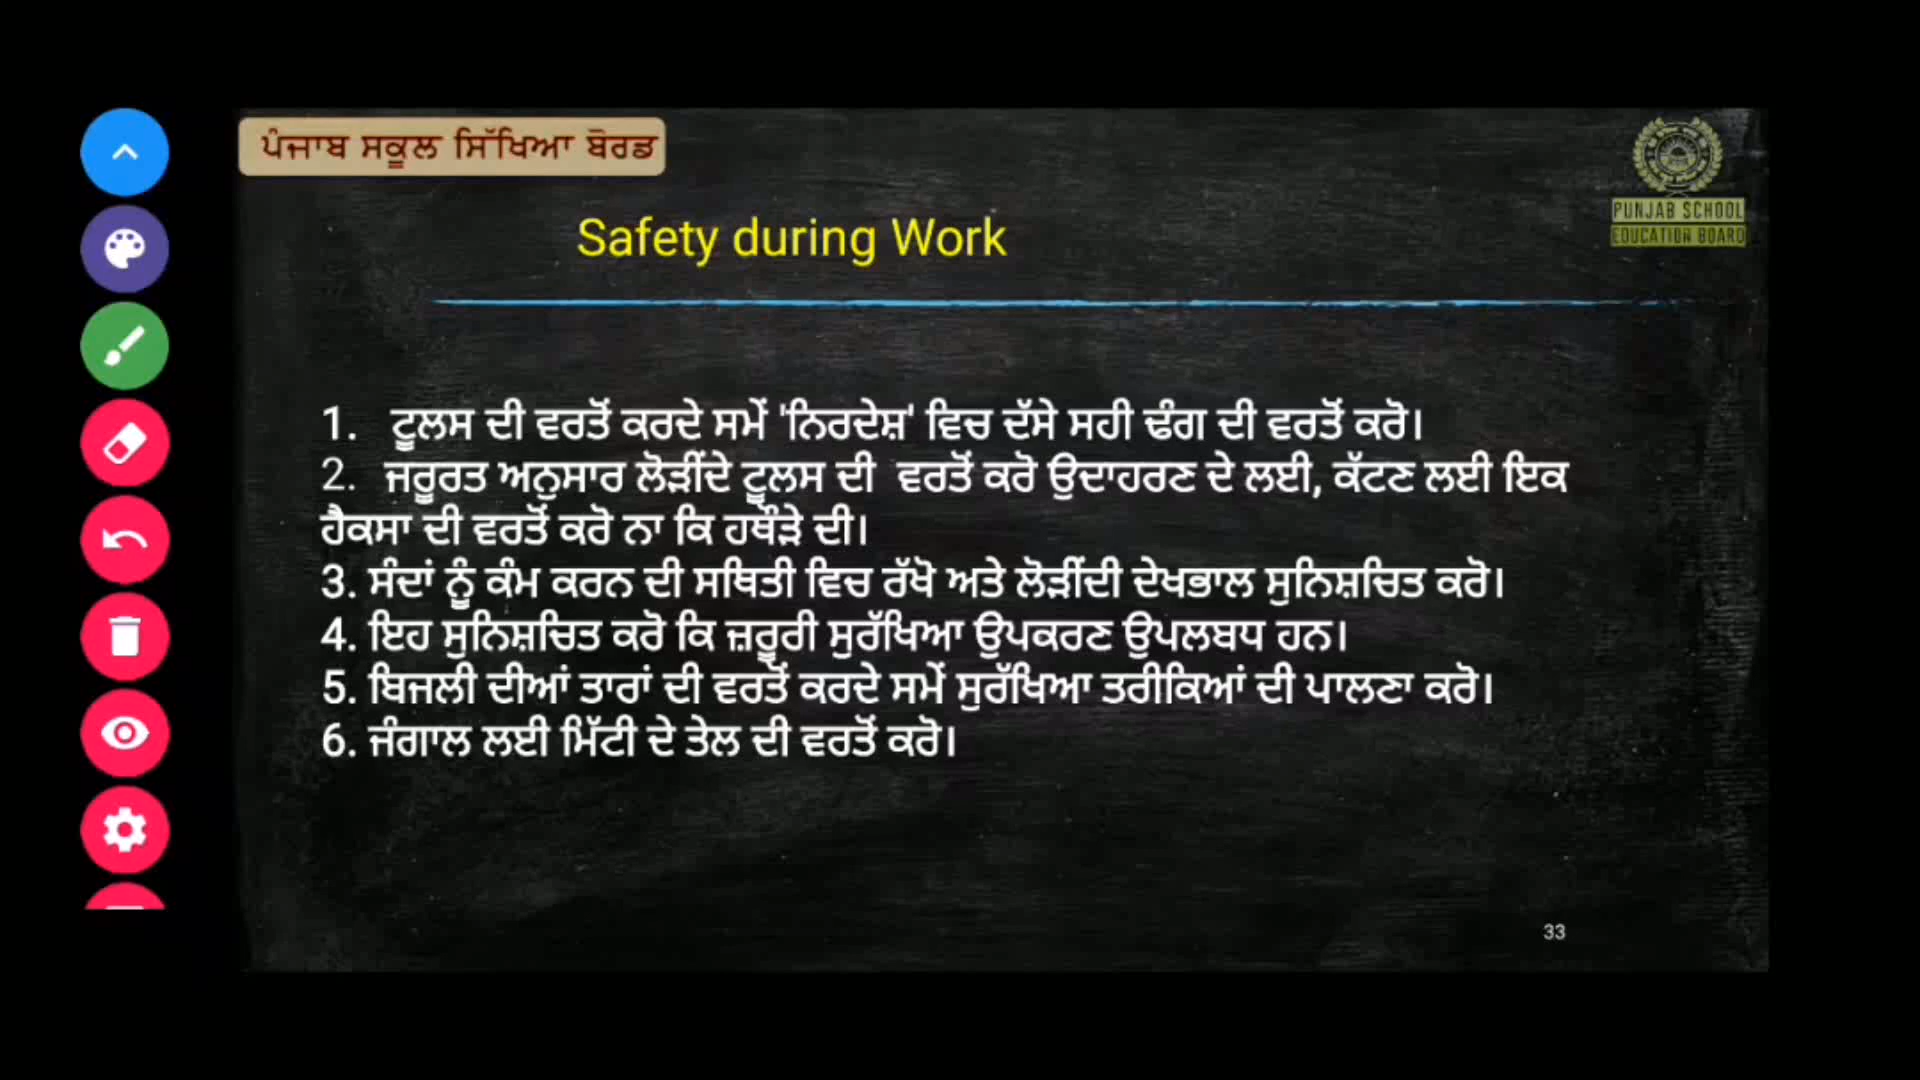 ਪੰਜਾਬ ਸਕੂਲ ਸਿੱਖਿਆ ਬੋਰਡ
PUNJAB SCHOOL
EDUCATION BOARD
Safety during Work
1. ਟੂਲਸ ਦੀ ਵਰਤੋਂ ਕਰਦੇ ਸਮੇਂ 'ਨਿਰਦੇਸ਼' ਵਿਚ ਦੱਸੇ ਸਹੀ ਢੰਗ ਦੀ ਵਰਤੋਂ ਕਰੋ।
2. ਜਰੂਰਤ ਅਨੁਸਾਰ ਲੋੜੀਂਦੇ ਟੂਲਸ ਦੀ ਵਰਤੋਂ ਕਰੋ ਉਦਾਹਰਣ ਦੇ ਲਈ, ਕੱਟਣ ਲਈ ਇਕ
ਹੈਕਸਾ ਦੀ ਵਰਤੋਂ ਕਰੋ ਨਾ ਕਿ ਹਥੌੜੇ ਦੀ।
3. ਸੰਦਾਂ ਨੂੰ ਕੰਮ ਕਰਨ ਦੀ ਸਥਿਤੀ ਵਿਚ ਰੱਖੋ ਅਤੇ ਲੋੜੀਂਦੀ ਦੇਖਭਾਲ ਸੁਨਿਸ਼ਚਿਤ ਕਰੋ।
4. ਇਹ ਸੁਨਿਸ਼ਚਿਤ ਕਰੋ ਕਿ ਜ਼ਰੂਰੀ ਸੁਰੱਖਿਆ ਉਪਕਰਣ ਉਪਲਬਧ ਹਨ।
5. ਬਿਜਲੀ ਦੀਆਂ ਤਾਰਾਂ ਦੀ ਵਰਤੋਂ ਕਰਦੇ ਸਮੇਂ ਸੁਰੱਖਿਆ ਤਰੀਕਿਆਂ ਦੀ ਪਾਲਣਾ ਕਰੋ।
6. ਜੰਗਾਲ ਲਈ ਮਿੱਟੀ ਦੇ ਤੇਲ ਦੀ ਵਰਤੋਂ ਕਰੋ।
33